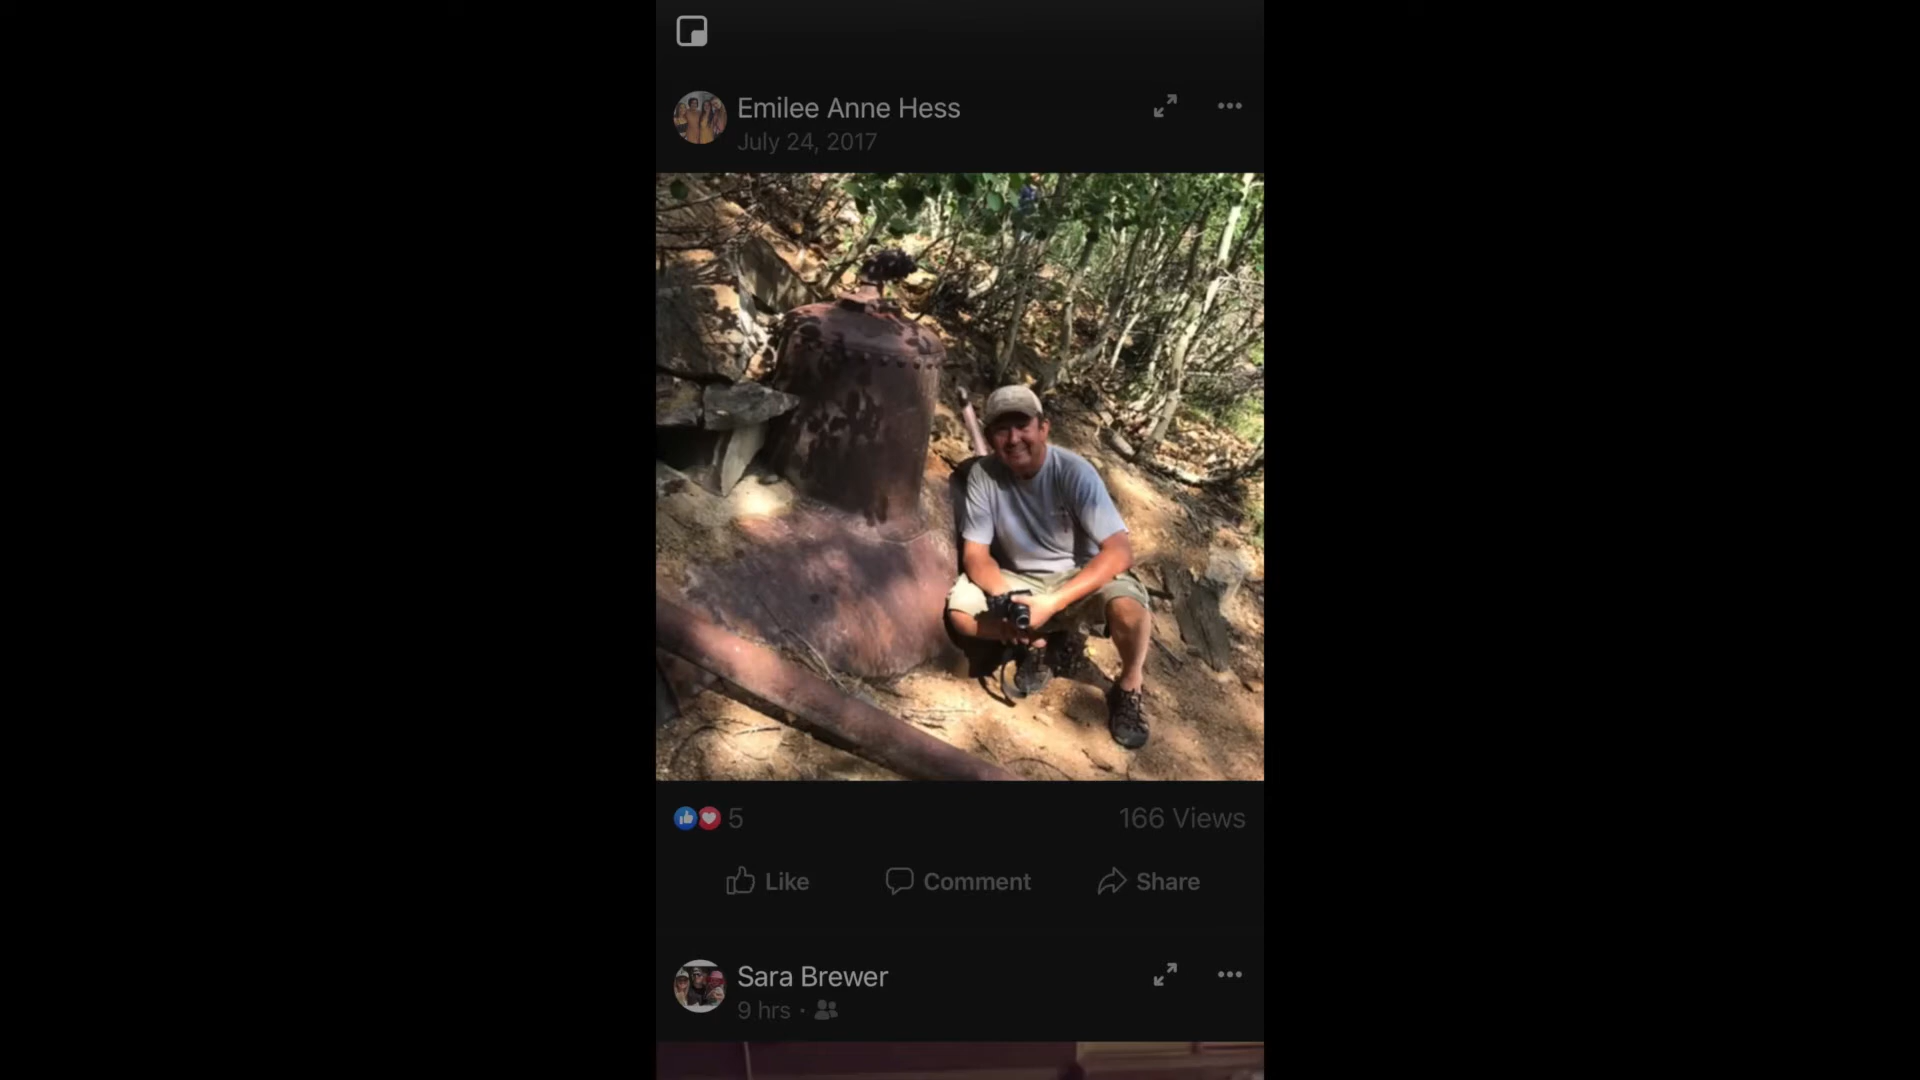 Emilee Anne Hess
July 24, 2017
5
166 Views
Like
Comment
Share
Sara Brewer
9 hrs ·